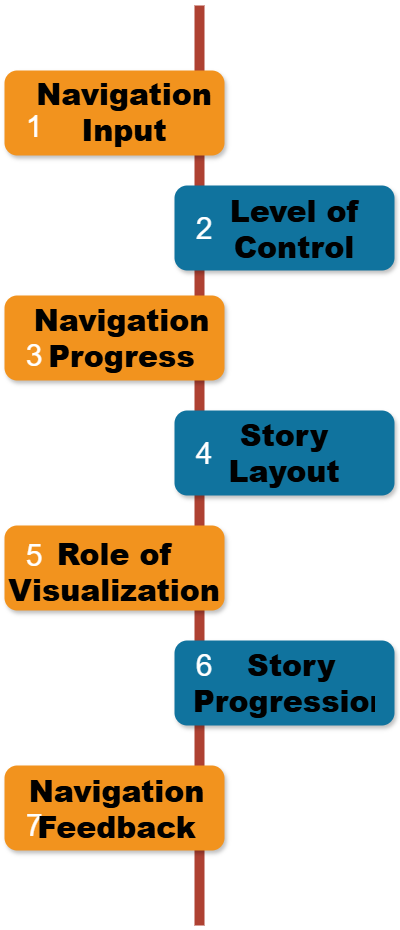 1 Navigation
Input
2 Level of
Control
Navigation
3 Progress
4 Story
Layout
5 Role of
Visualization
6 Story
Progression
Navigation
7 Feedback